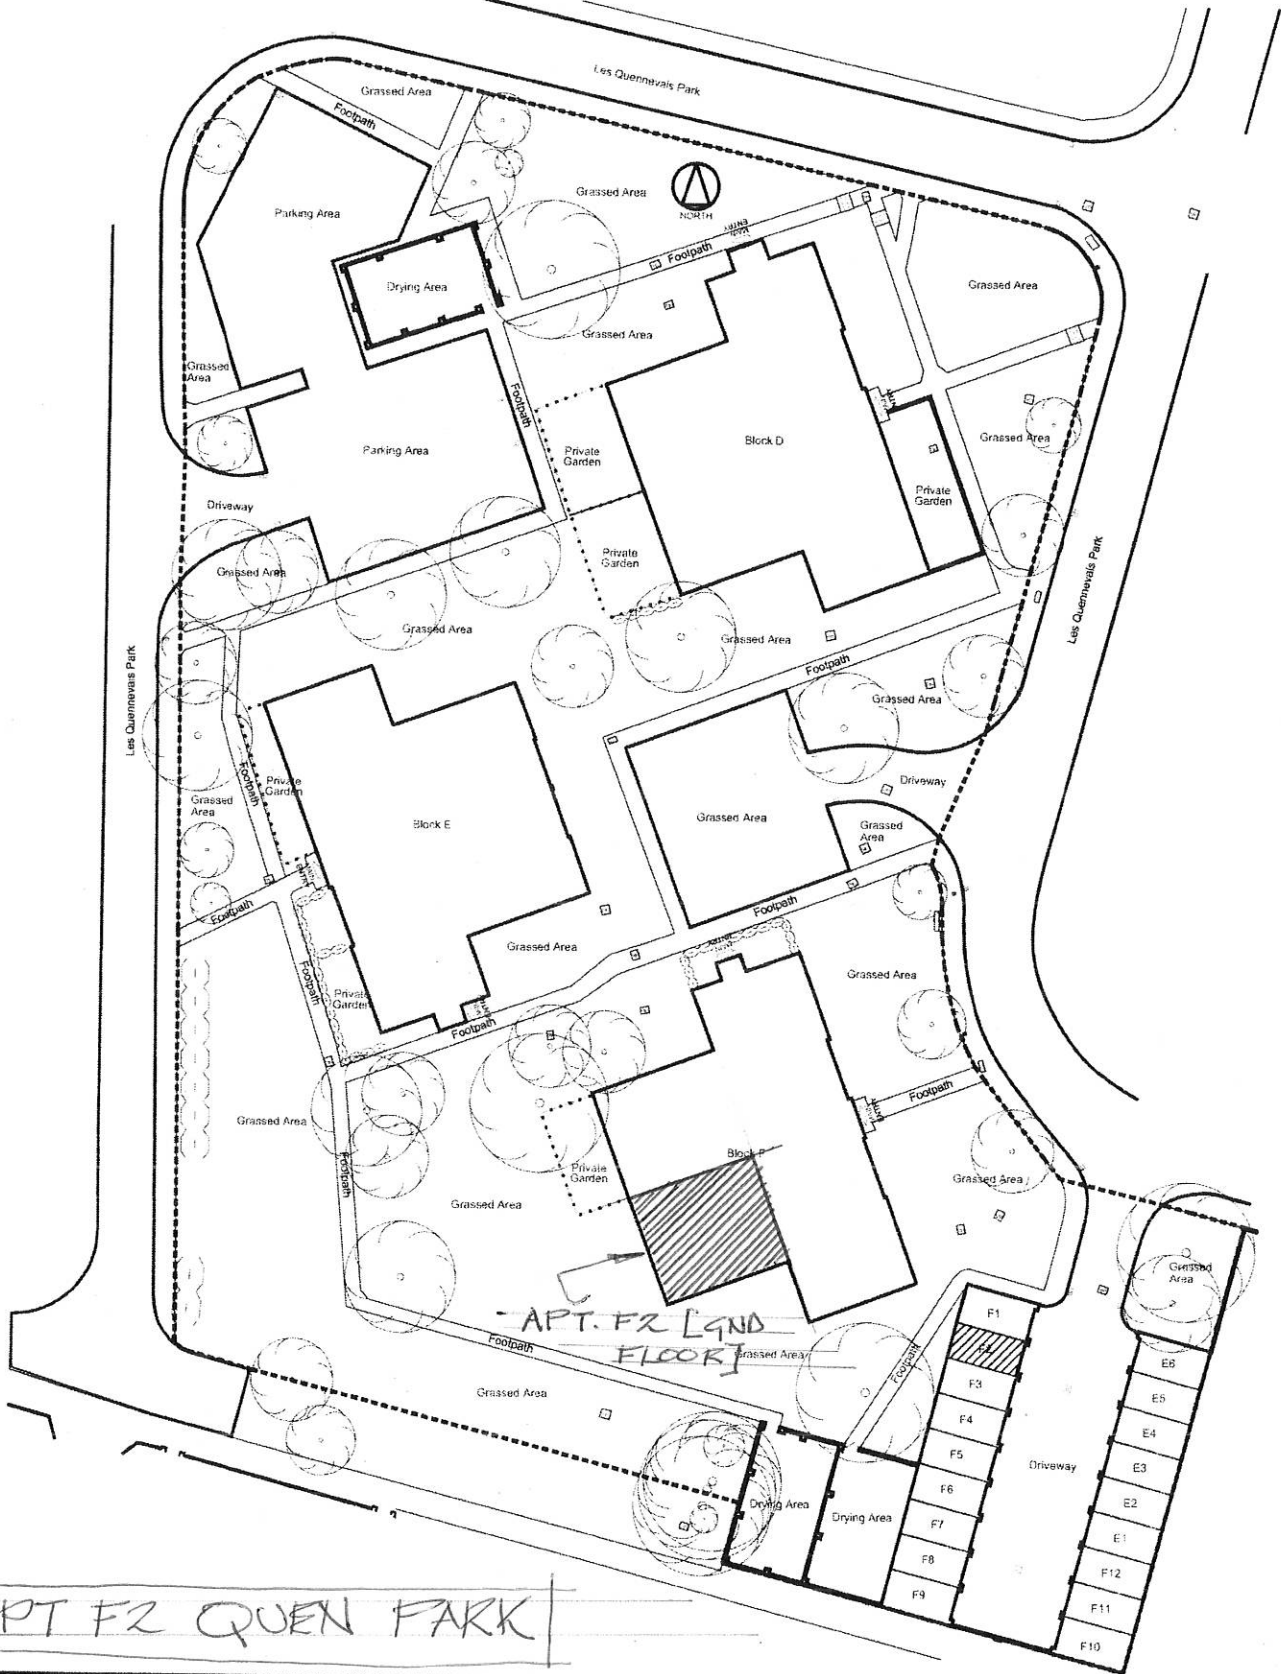 Les Quennevais Park
Grassed Area
Footpath
Grassed Area
NORTH
Parking Area
MAIN
ENTRY
Footpath
Drying Area
Grassed Area
Grassed Area
Grassed
Area
Footpath
Block D
Grassed Area
Parking Area
Private
Garden
Private
Garden
Driveway
Private
Garden
Grassed Area
Les Quennevais Park
Grassed Area
Grassed Area
Footpath
Les Quennevais Park
Grassed Area
Footpath
Private
Garden
Grassed
Area
Block E
Driveway
Grassed Area
Grassed
Area
Footpath
Footpath
Grassed Area
Grassed Area
Footpath
Private
Garden
Footpath
Footpath
Grassed Area
Footpath
Block F
Private
Garden
Grassed Area
Grassed Area
Grassed
Area
APT. F2 [GND
FLOOR]
Footpath
Grassed Area
Footpath
Grassed Area
F1
F2
F3
F4
F5
F6
F7
F8
F9
Driveway
E6
E5
E4
E3
E2
E1
F12
F11
F10
Drying Area
Drying Area
PT F2 QUEN PARK